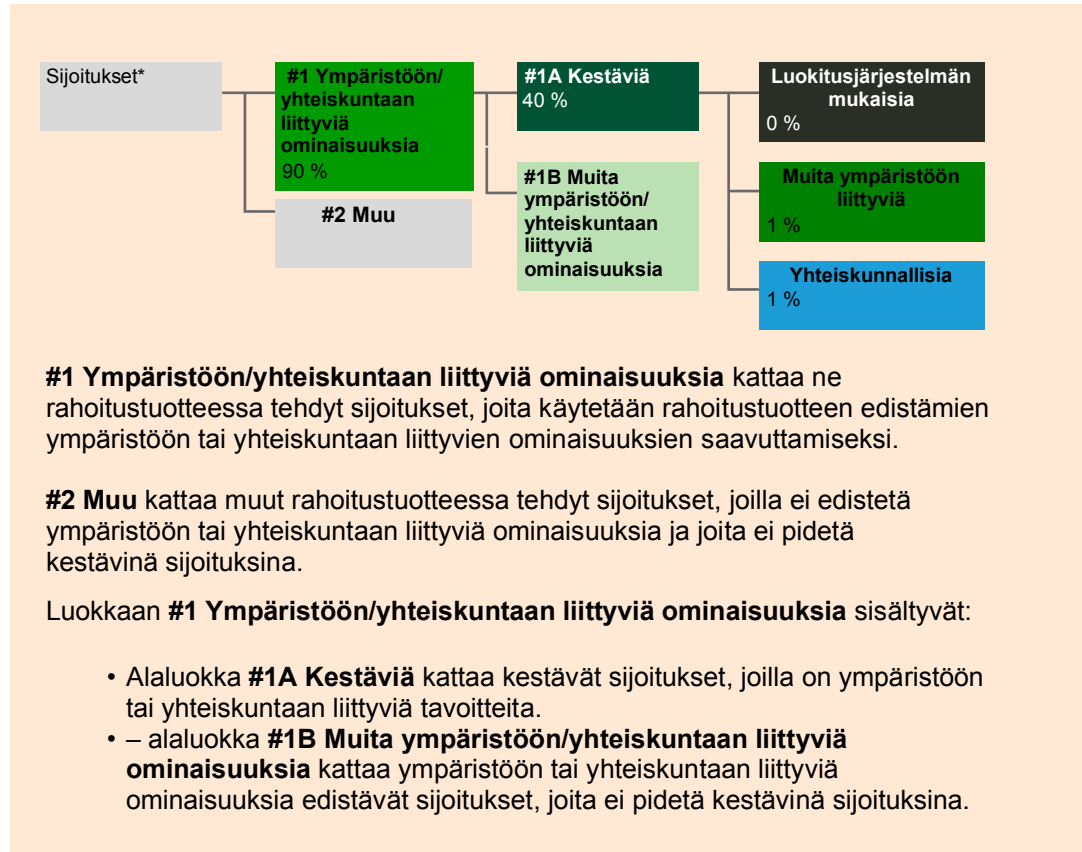 Sijoitukset*
#1 Ympäristöön/
yhteiskuntaan
liittyviä
ominaisuuksia
90 %
#2 Muu
#1A Kestäviä
40 %
#1B Muita
ympäristöön/
yhteiskuntaan
liittyviä
ominaisuuksia
Luokitusjärjestelmän
mukaisia
0 %
Muita ympäristöön
liittyviä
1 %
Yhteiskunnallisia
1 %
#1 Ympäristöön/yhteiskuntaan liittyviä ominaisuuksia kattaa ne
rahoitustuotteessa tehdyt sijoitukset, joita käytetään rahoitustuotteen edistämien
ympäristöön tai yhteiskuntaan liittyvien ominaisuuksien saavuttamiseksi.
#2 Muu kattaa muut rahoitustuotteessa tehdyt sijoitukset, joilla ei edistetä
ympäristöön tai yhteiskuntaan liittyviä ominaisuuksia ja joita ei pidetä
kestävinä sijoituksina.
Luokkaan #1 Ympäristöön/yhteiskuntaan liittyviä ominaisuuksia sisältyvät:
• Alaluokka #1A Kestäviä kattaa kestävät sijoitukset, joilla on ympäristöön
tai yhteiskuntaan liittyviä tavoitteita.
• – alaluokka #1B Muita ympäristöön/yhteiskuntaan liittyviä
ominaisuuksia kattaa ympäristöön tai yhteiskuntaan liittyviä
ominaisuuksia edistävät sijoitukset, joita ei pidetä kestävinä sijoituksina.